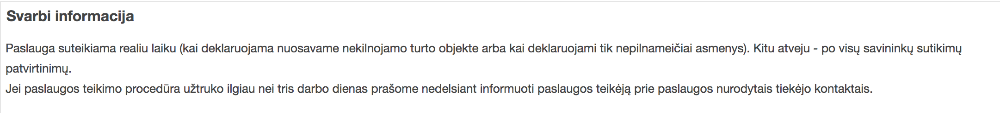 Svarbi informacija
Paslauga suteikiama realiu laiku (kai deklaruojama nuosavame nekilnojamo turto objekte arba kai deklaruojami tik nepilnameičiai asmenys). Kitu atveju - po visų savininkų sutikimų
patvirtinimų.
Jei paslaugos teikimo procedūra užtruko ilgiau nei tris darbo dienas prašome nedelsiant informuoti paslaugos teikėją prie paslaugos nurodytais tiekėjo kontaktais.